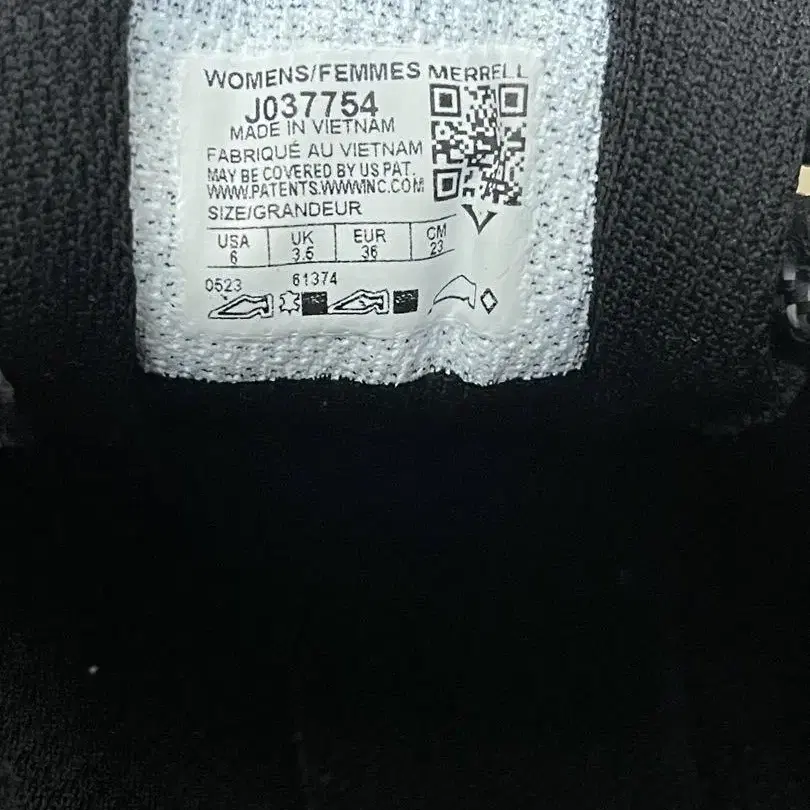 WOMENS/FEMMES MERRELL
J037754
MADE IN VIETNAM
FABRIQUÉ AU VIETNAM
MAY BE COVERED BY US PAT.
WWW.PATENTS.WWWINC.COM
SIZE/GRANDEUR
USA UK EUR CM
6 3.5 36 23
0523 61374